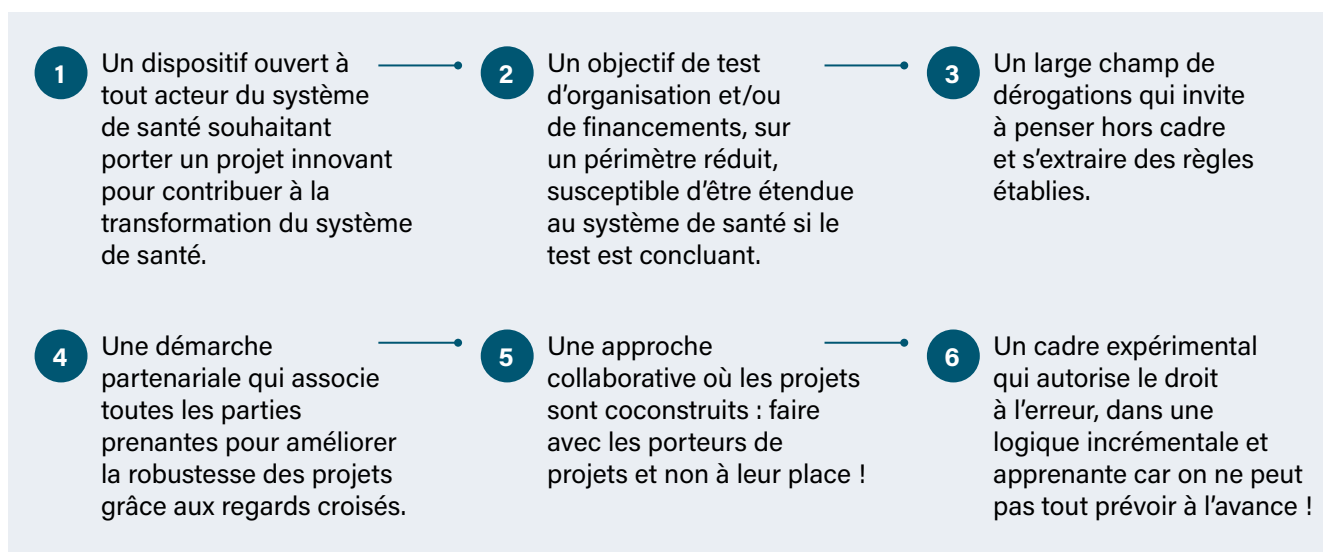 1
Un dispositif ouvert à
tout acteur du système
de santé souhaitant
porter un projet innovant
pour contribuer à la
transformation du système
de santé.
2
Un objectif de test
d'organisation et/ou
de financements, sur
un périmètre réduit,
susceptible d'être étendue
au système de santé si le
test est concluant.
3
Un large champ de
dérogations qui invite
à penser hors cadre
et s'extraire des règles
établies.
4
Une démarche
partenariale qui associe
toutes les parties
prenantes pour améliorer
la robustesse des projets
grâce aux regards croisés.
5
Une approche
collaborative où les projets
sont coconstruits : faire
avec les porteurs de
projets et non à leur place !
6
Un cadre expérimental
qui autorise le droit
à l'erreur, dans une
logique incrémentale et
apprenante car on ne peut
pas tout prévoir à l'avance !